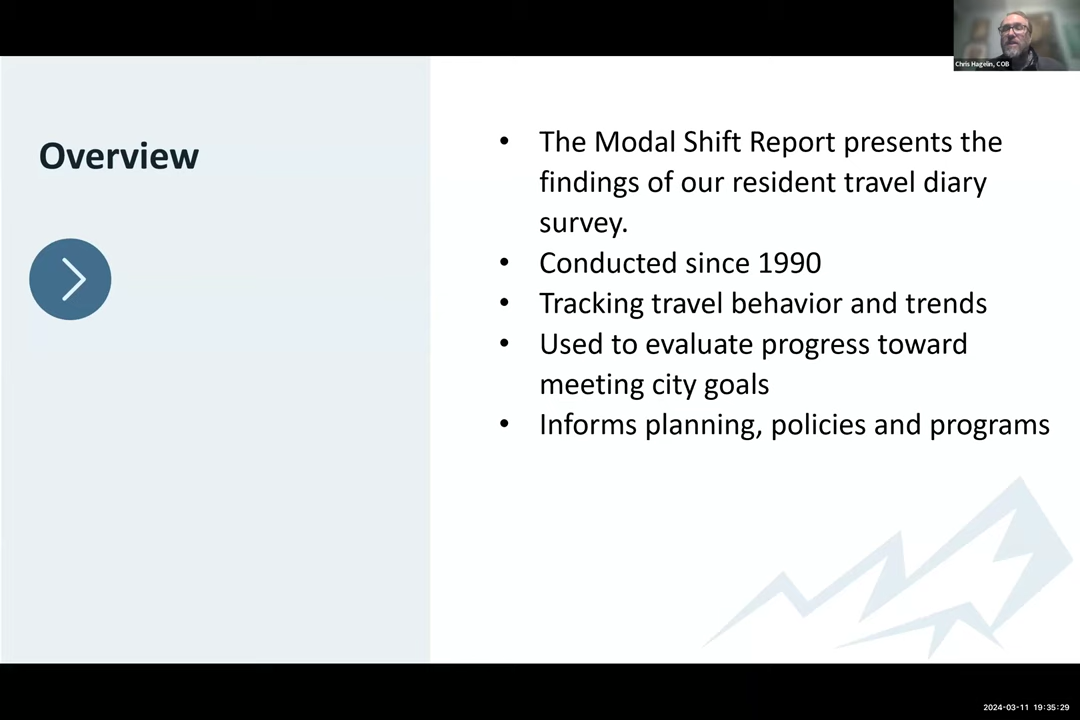 Chris Hagelin, COB
Overview
• The Modal Shift Report presents the
findings of our resident travel diary
survey.
• Conducted since 1990
• Tracking travel behavior and trends
• Used to evaluate progress toward
meeting city goals
• Informs planning, policies and programs
2024-03-11 19:35:29